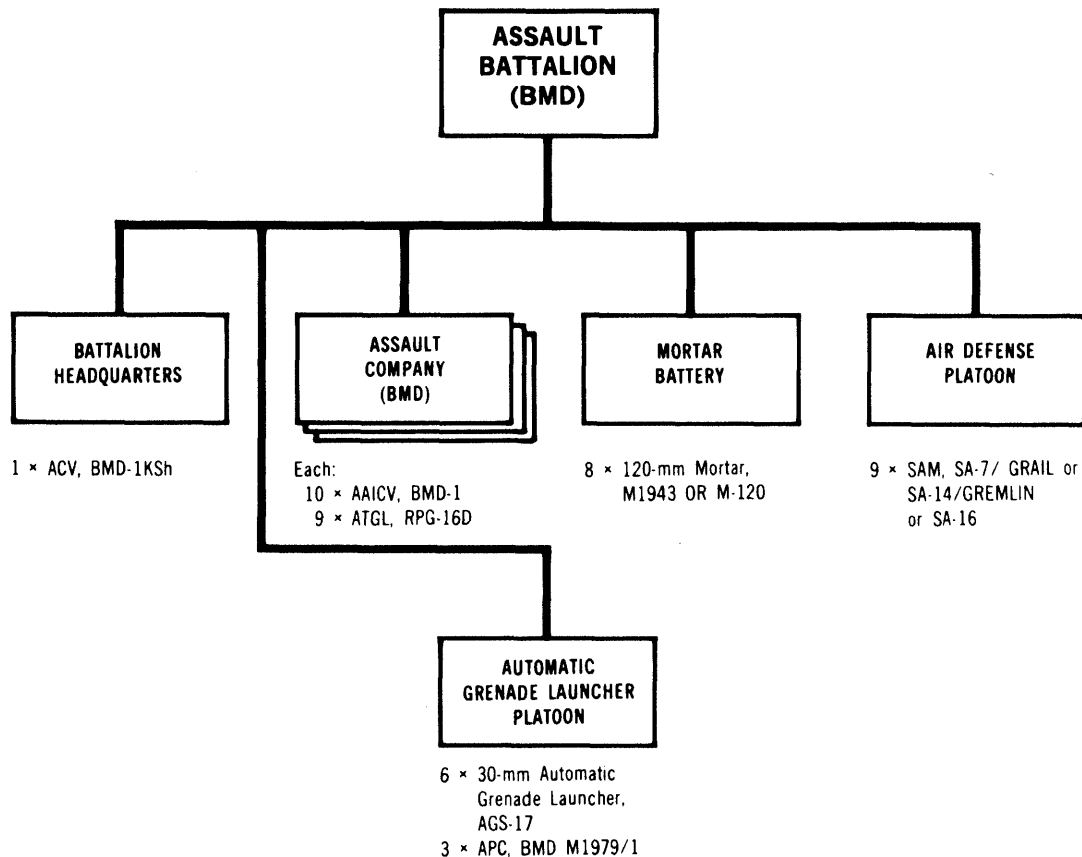 ASSAULT
BATTALION
(BMD)
BATTALION
HEADQUARTERS
1 × ACV, BMD-1KSh
ASSAULT
COMPANY
(BMD)
Each:
10 × AAICV, BMD-1
9 × ATGL, RPG-16D
MORTAR
BATTERY
8 × 120-mm Mortar,
M1943 OR M-120
AIR DEFENSE
PLATOON
9 × SAM, SA-7/ GRAIL or
SA-14/GREMLIN
or SA-16
AUTOMATIC
GRENADE LAUNCHER
PLATOON
6 × 30-mm Automatic
Grenade Launcher,
AGS-17
3 × APC, BMD M1979/1